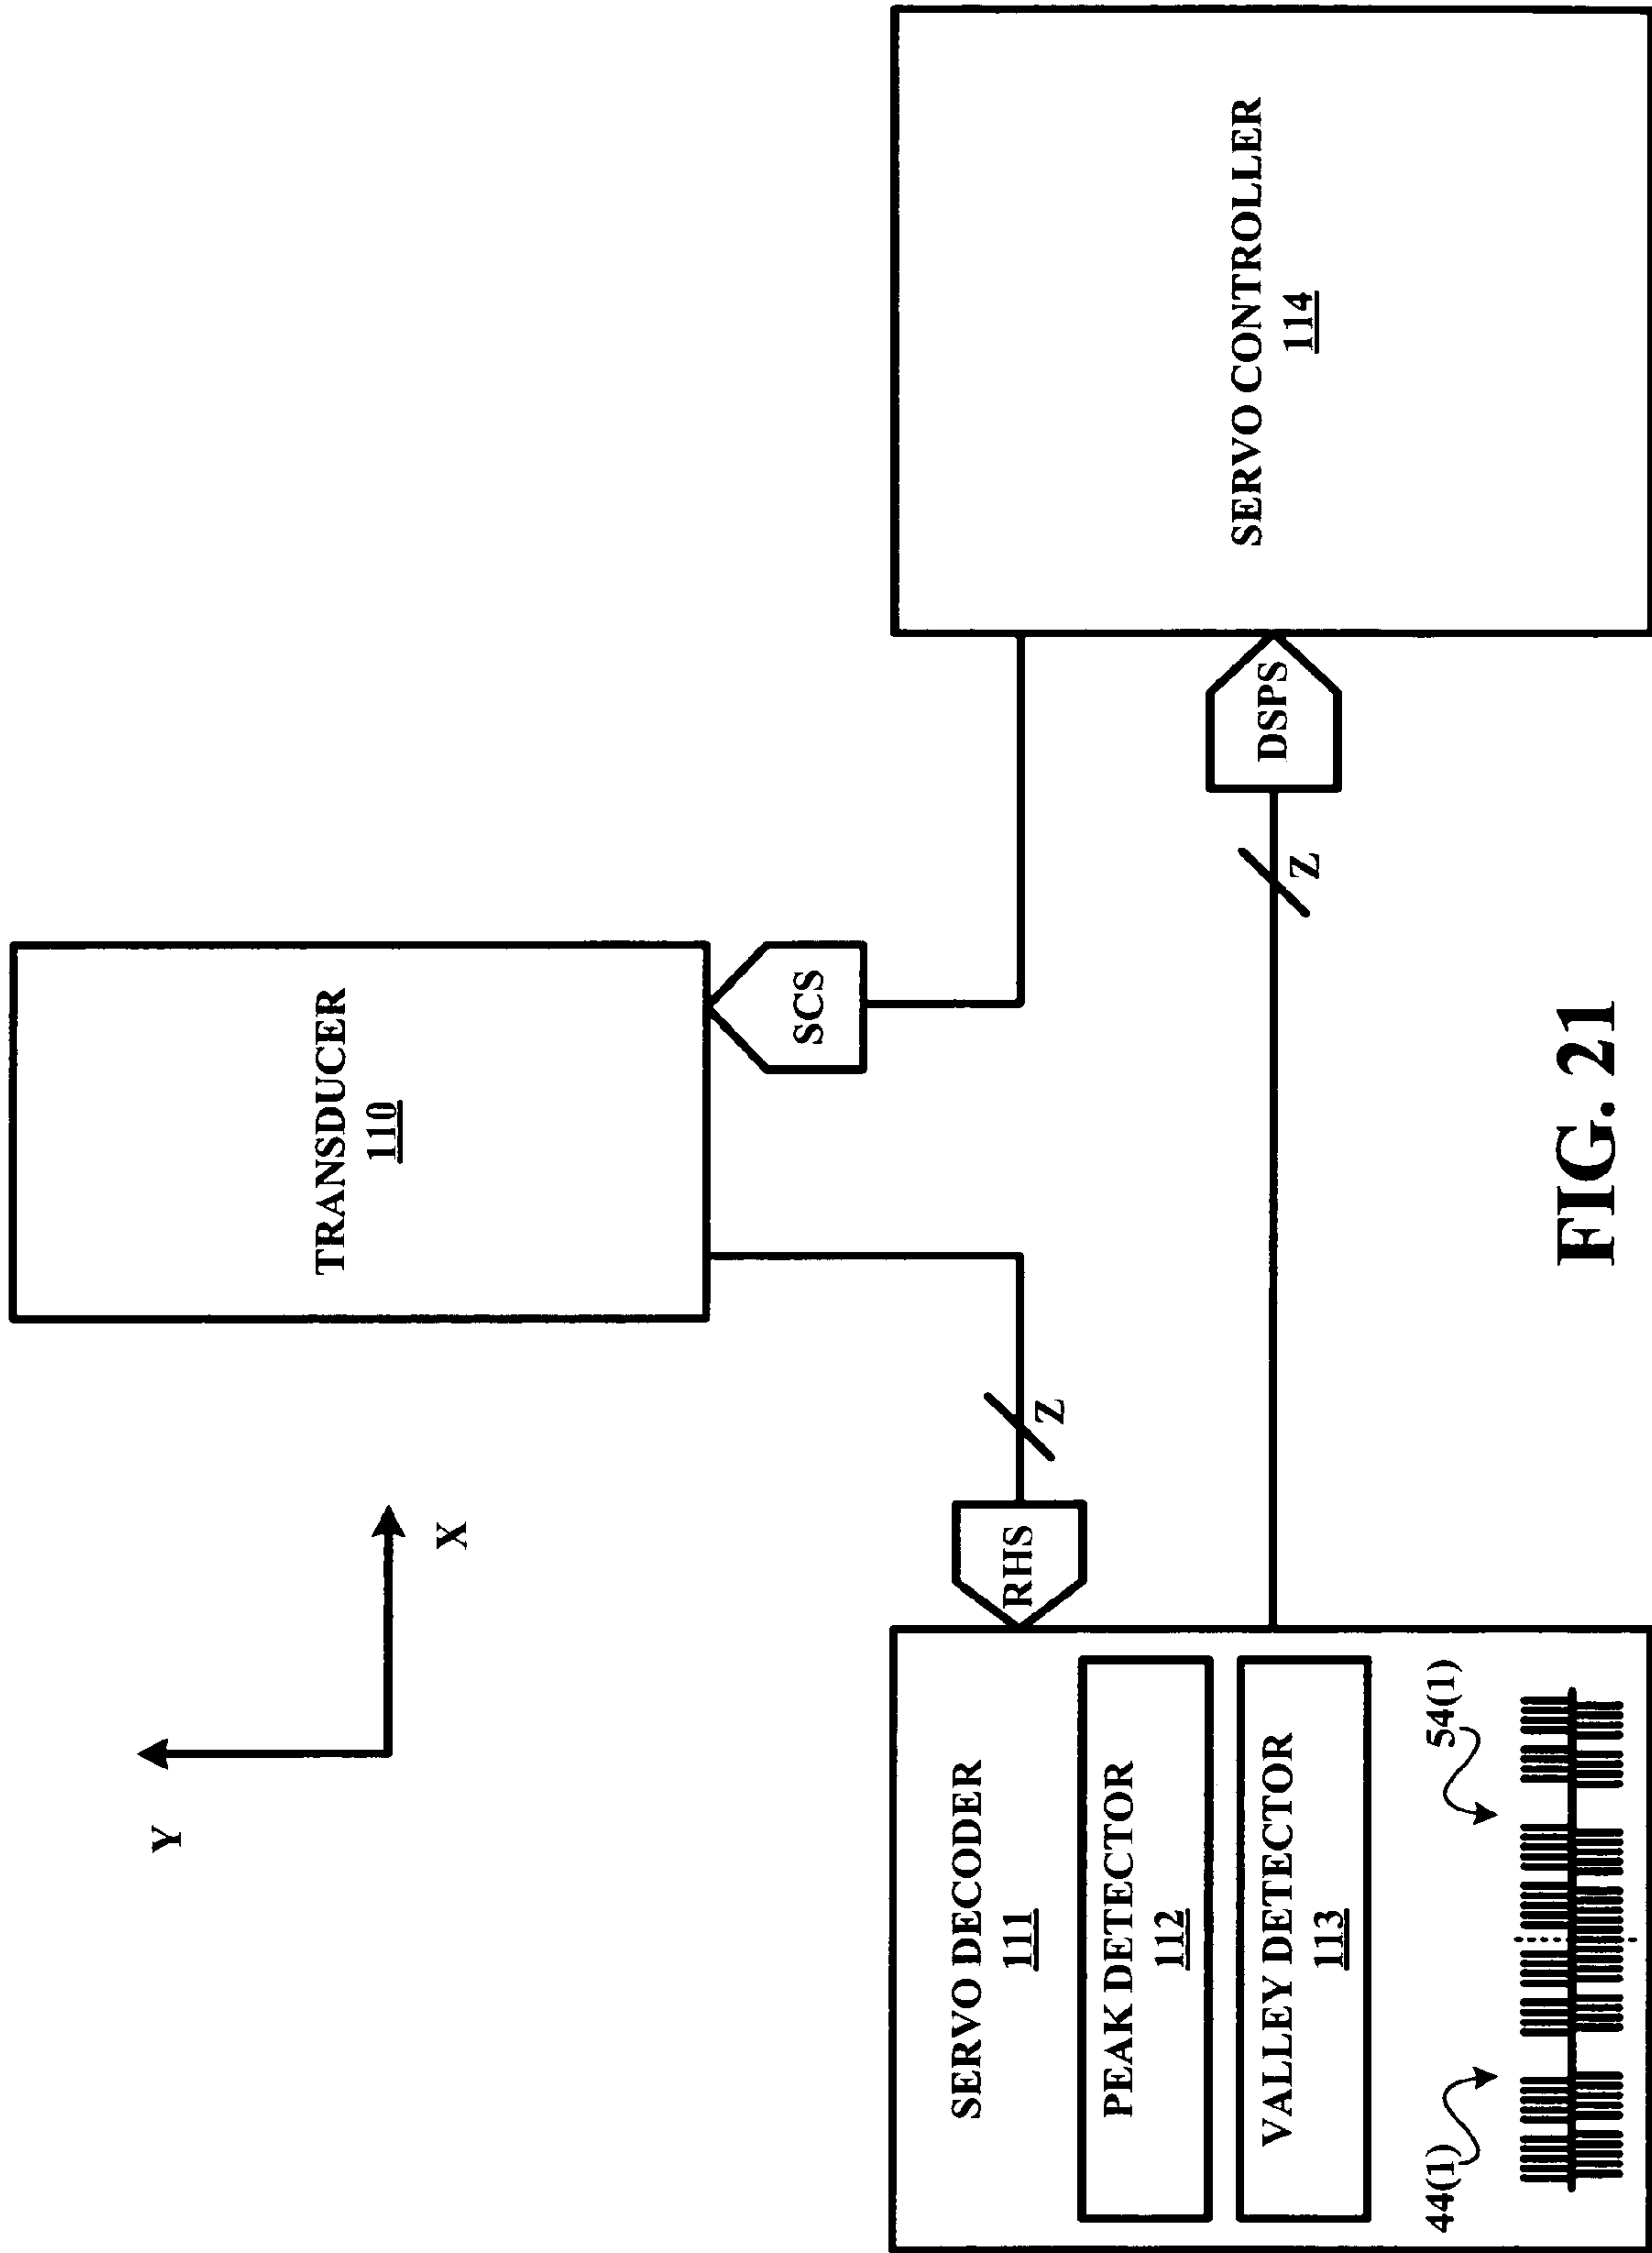 Y
X
TRANSDUCER
110
SERVO DECODER
111
PEAK DETECTOR
112
VALLEY DETECTOR
113
44(1)
54(1)
RHS
Z
SCS
Z
DSPS
SERVO CONTROLLER
114
FIG. 21